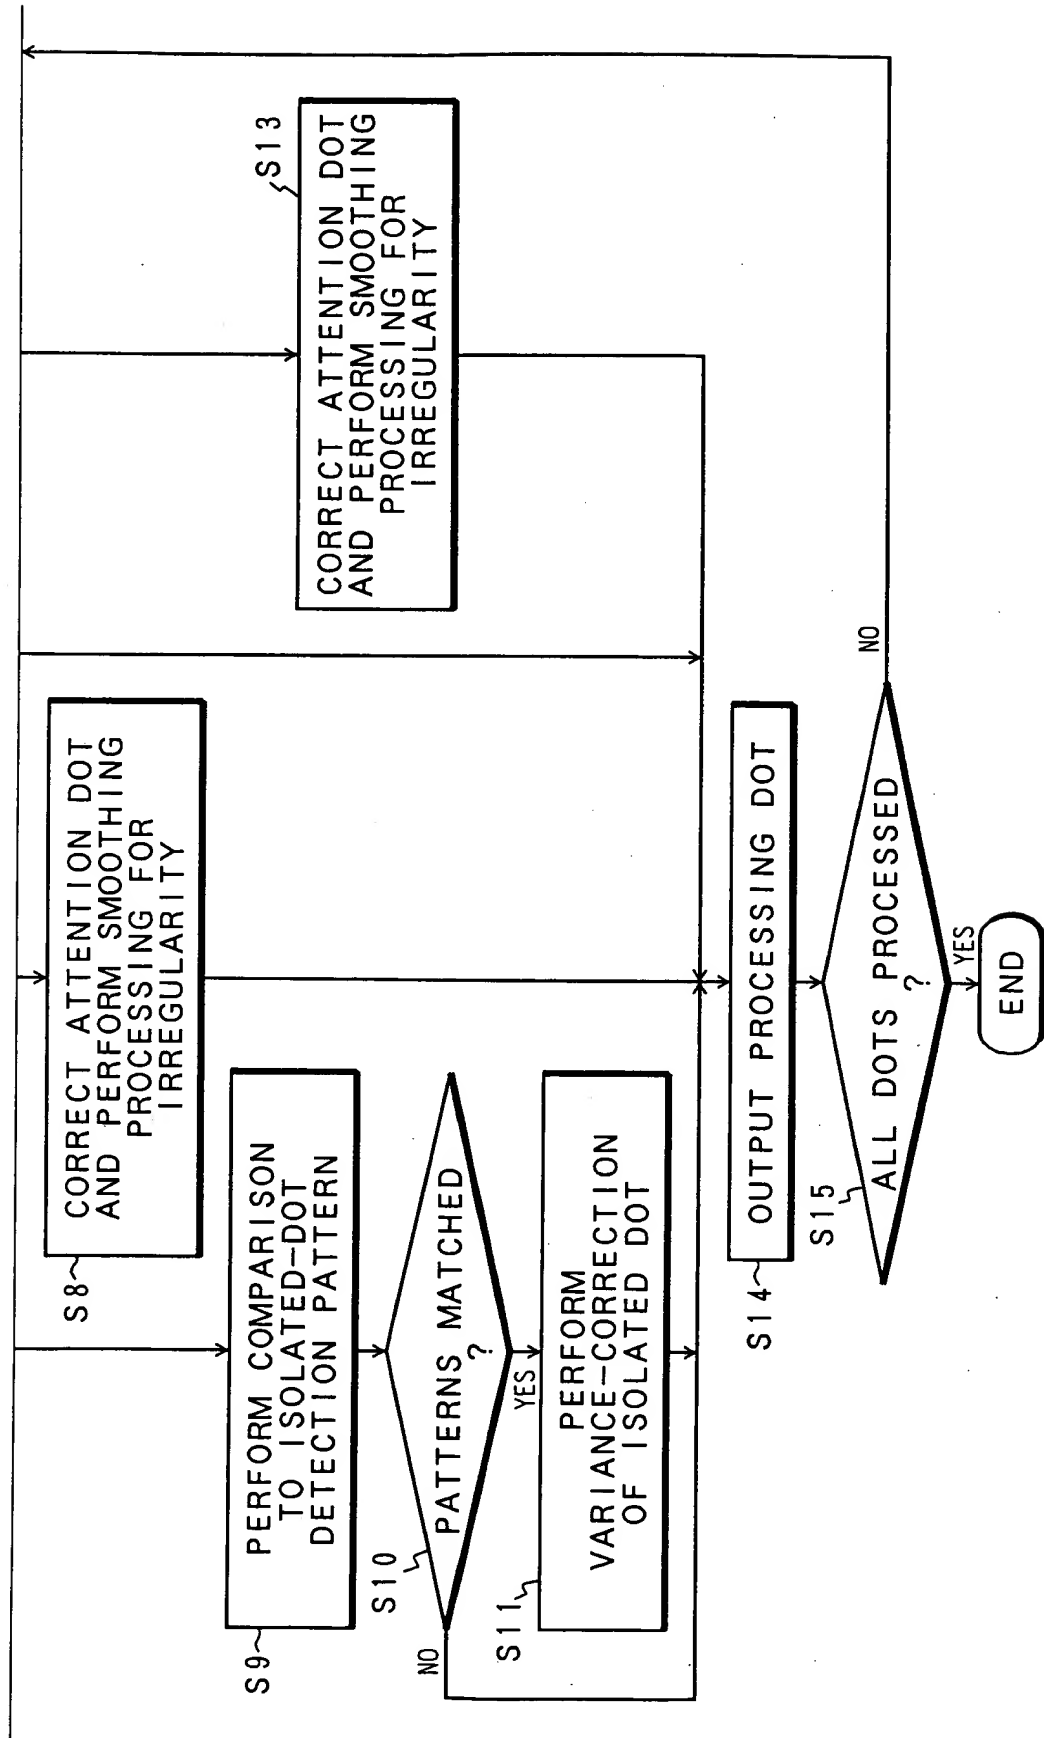 S8
CORRECT ATTENTION DOT
AND PERFORM SMOOTHING
PROCESSING FOR
IRREGULARITY
S9
PERFORM COMPARISON
TO ISOLATED-DOT
DETECTION PATTERN
S10
PATTERNS MATCHED
?
NO
YES
S11
PERFORM
VARIANCE-CORRECTION
OF ISOLATED DOT
S13
CORRECT ATTENTION DOT
AND PERFORM SMOOTHING
PROCESSING FOR
IRREGULARITY
S14
OUTPUT PROCESSING DOT
S15
ALL DOTS PROCESSED
?
NO
YES
END